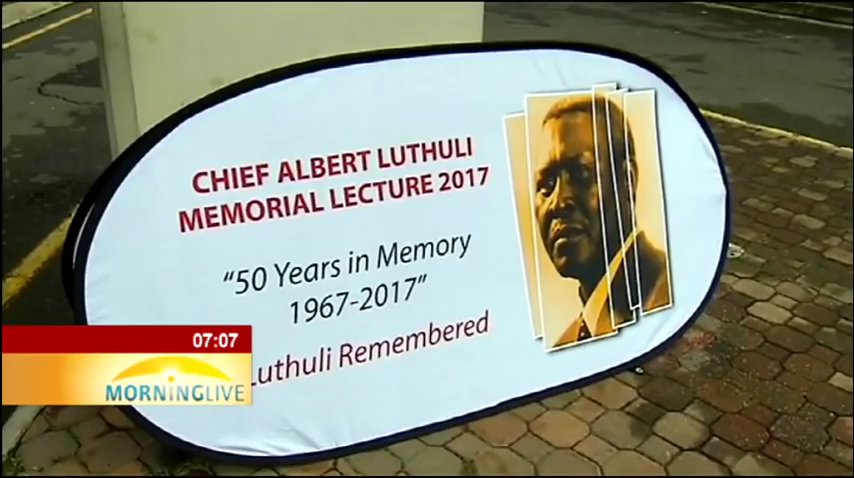 CHIEF ALBERT LUTHULI
MEMORIAL LECTURE 2017
“50 Years in Memory
1967-2017”
Luthuli Remembered
07:07
MORNINGLIVE